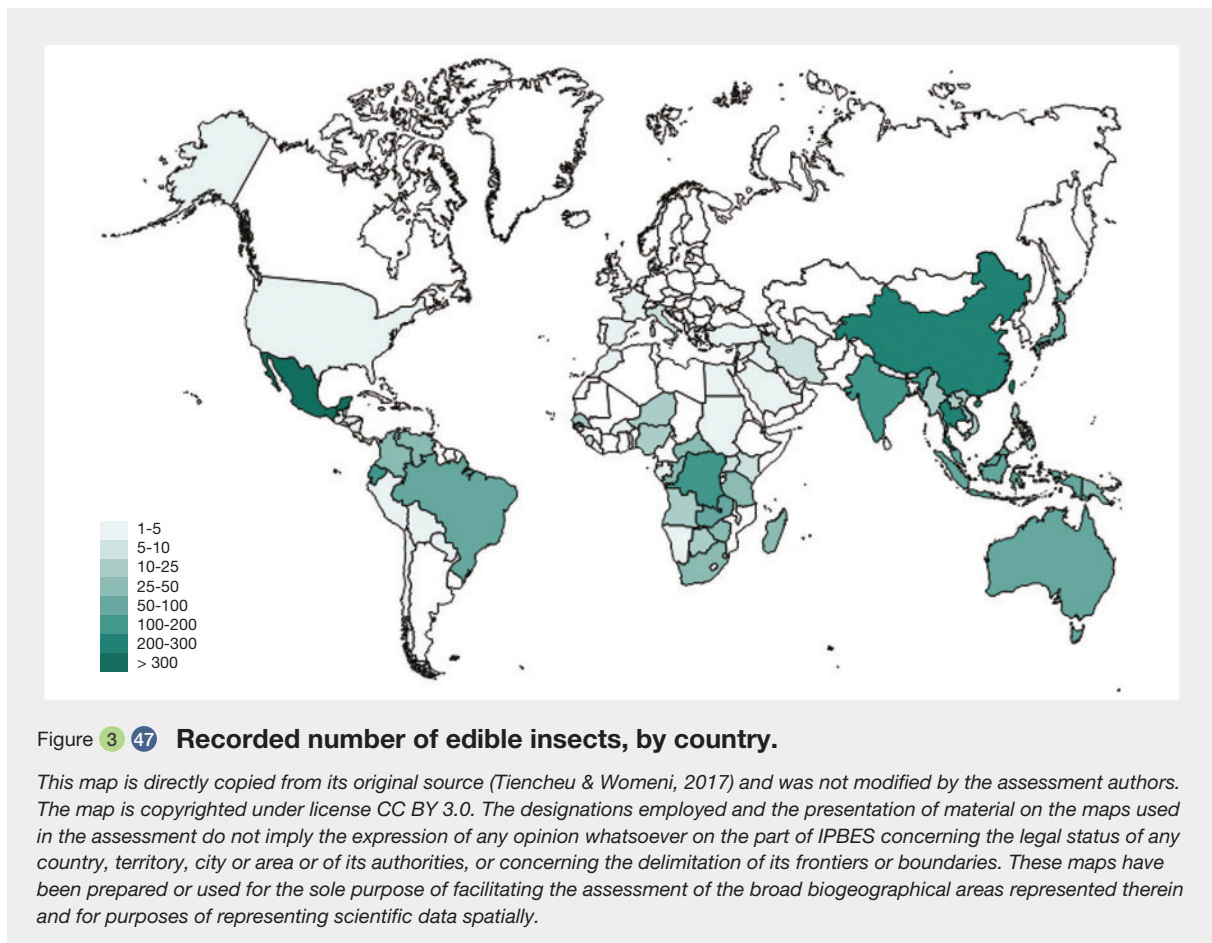 1-5
5-10
10-25
25-50
50-100
100-200
200-300
> 300
Figure 3 47 Recorded number of edible insects, by country.
This map is directly copied from its original source (Tiencheu & Womeni, 2017) and was not modified by the assessment authors.
The map is copyrighted under license CC BY 3.0. The designations employed and the presentation of material on the maps used
in the assessment do not imply the expression of any opinion whatsoever on the part of IPBES concerning the legal status of any
country, territory, city or area or of its authorities, or concerning the delimitation of its frontiers or boundaries. These maps have
been prepared or used for the sole purpose of facilitating the assessment of the broad biogeographical areas represented therein
and for purposes of representing scientific data spatially.